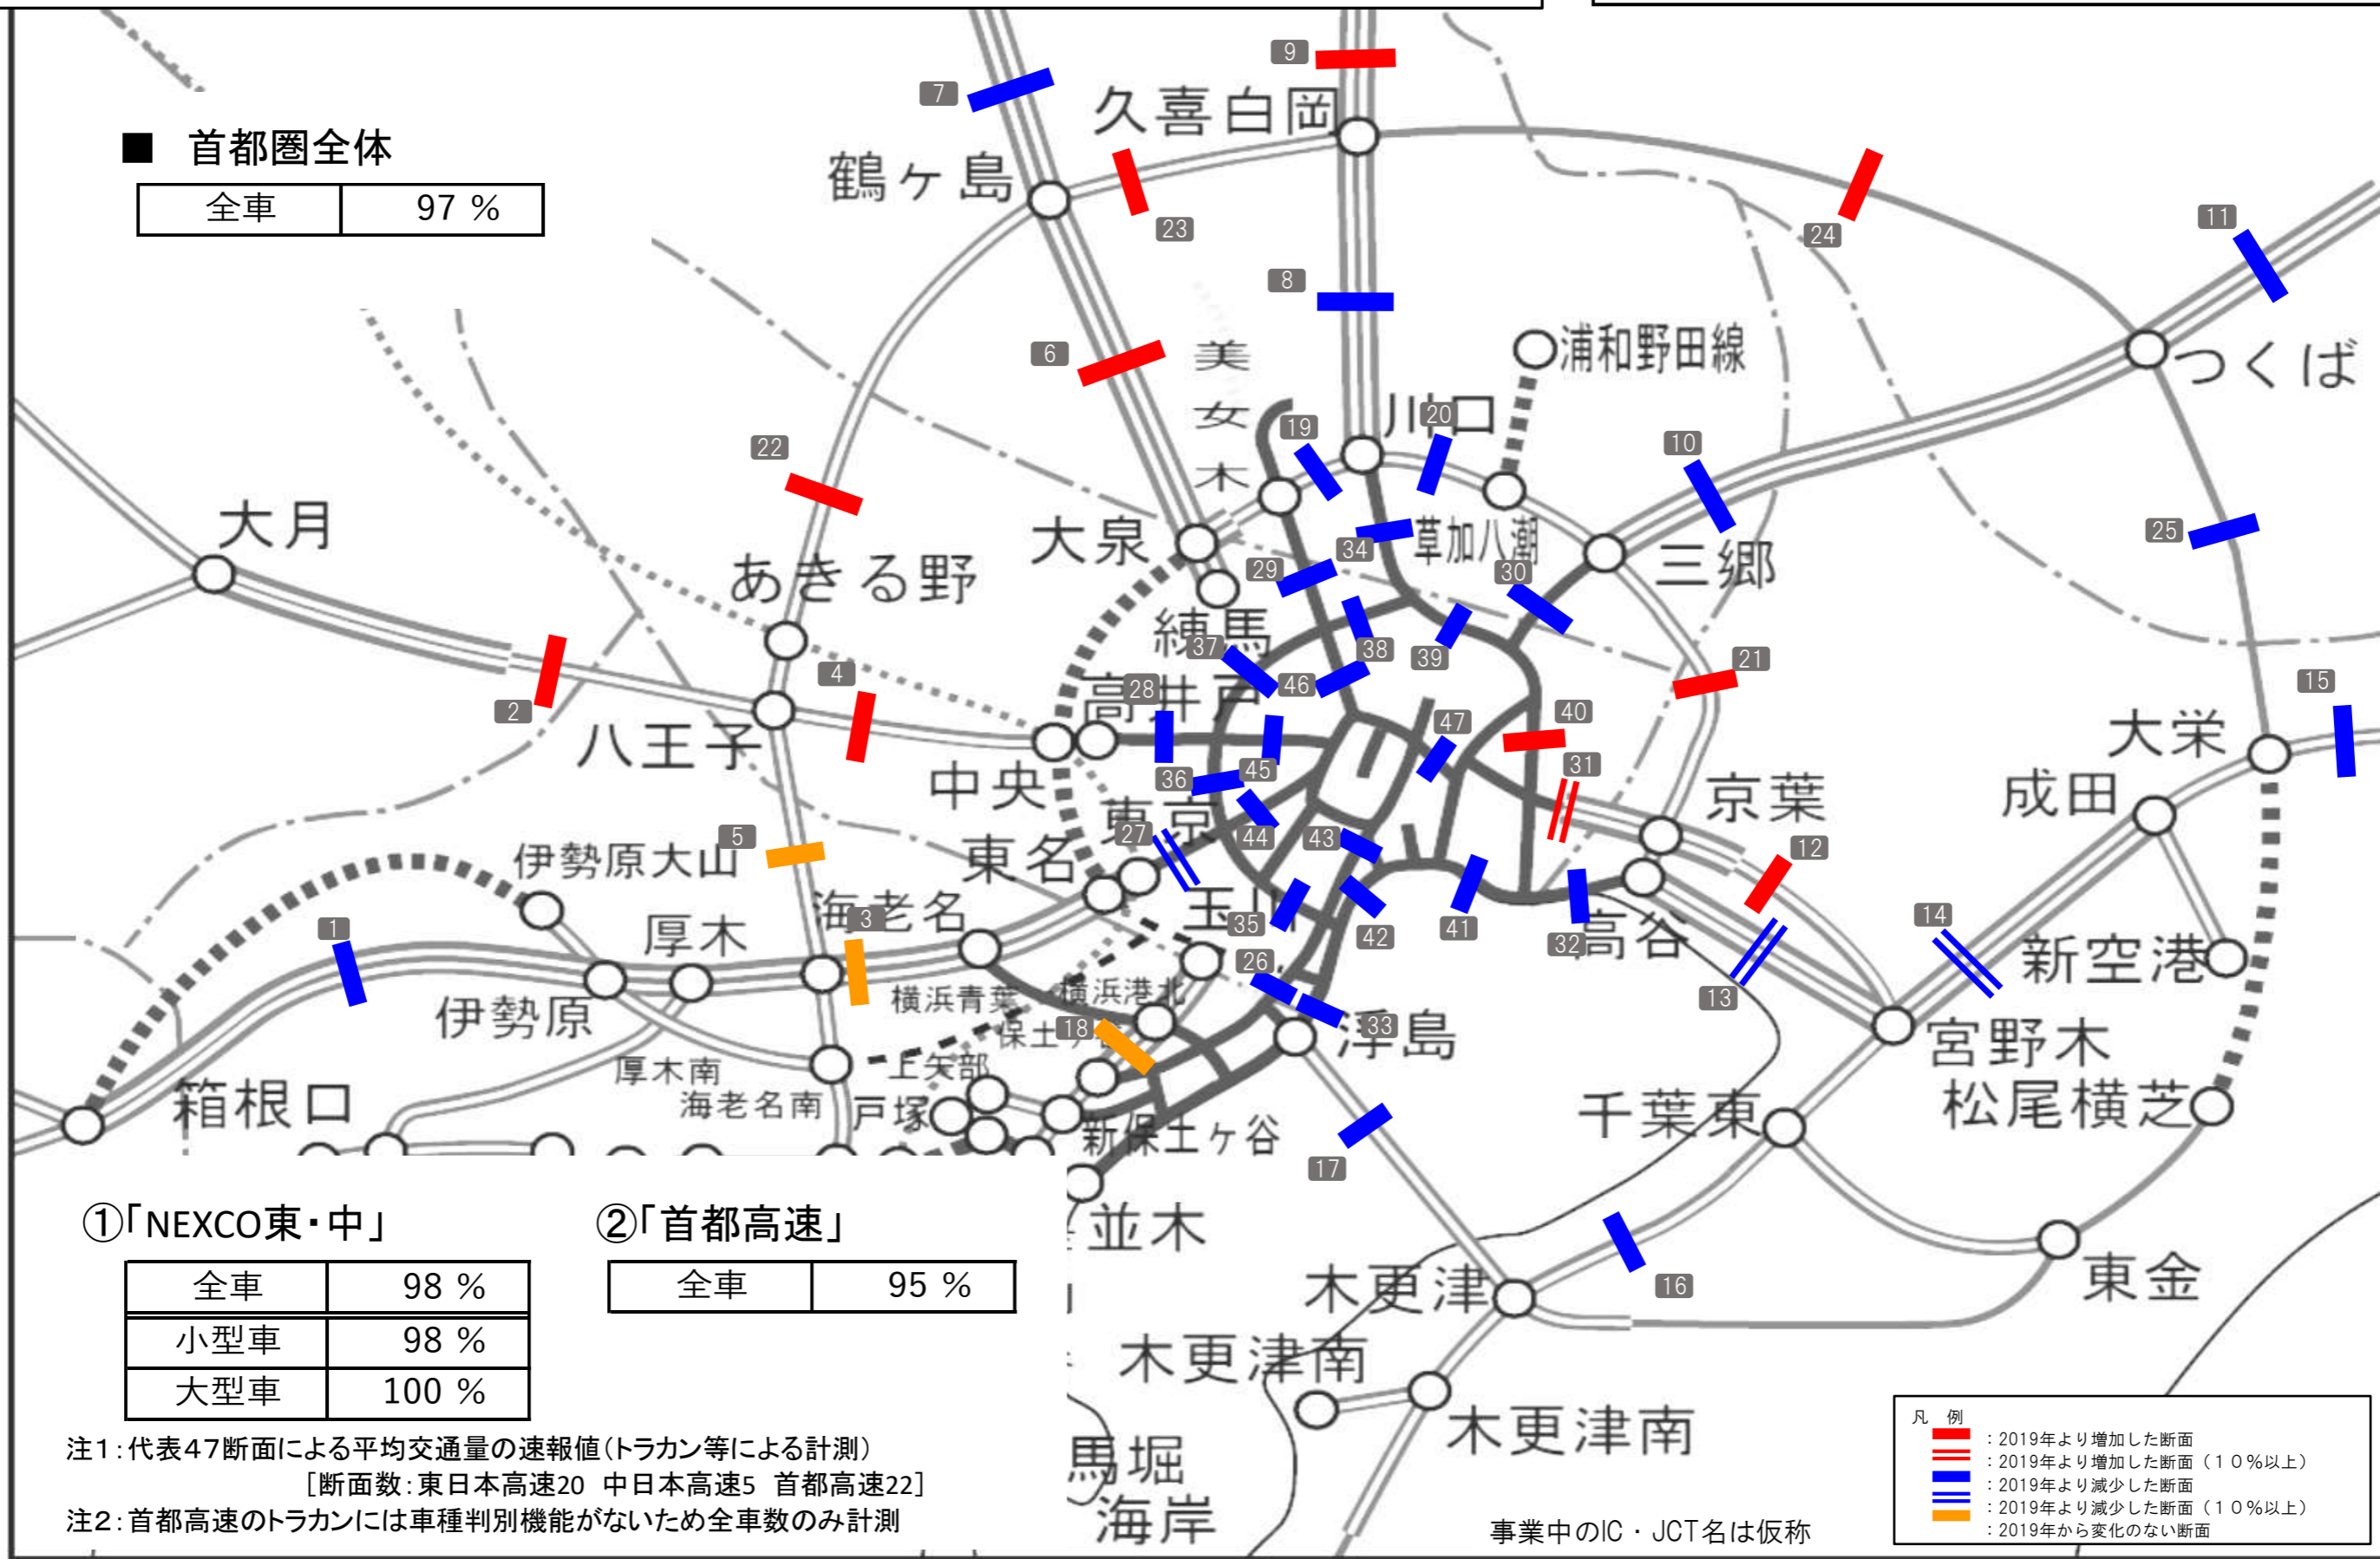 ■ 首都圏全体
全車 97 %
7
9
久喜白岡
鶴ヶ島
23
24
11
8
6
美女木
浦和野田線
つくば
川口
19
20
10
22
大月
あきる野
大泉
34
草加八潮
29
30
三郷
25
練馬
37
38
39
21
2
4
八王子
高井戸
28
46
47
40
15
大栄
中央
36
45
31
京葉
成田
5
東京
27
44
43
12
伊勢原大山
東名
海老名
3
玉川
35
42
41
32
高谷
14
13
新空港
1
厚木
伊勢原
横浜青葉
横浜港北
26
33
浮島
18
保土ヶ谷
宮野木
厚木南
海老名南
上矢部
戸塚
新保土ヶ谷
箱根口
17
千葉東
松尾横芝
並木
16
木更津
東金
木更津南
木更津南
馬堀
海岸
①「NEXCO東・中」
全車 98 %
小型車 98 %
大型車 100 %
②「首都高速」
全車 95 %
注1：代表４７断面による平均交通量の速報値（トラカン等による計測）
［断面数：東日本高速20 中日本高速5 首都高速22］
注２：首都高速のトラカンには車種判別機能がないため全車数のみ計測
事業中のIC・JCT名は仮称
凡 例
：2019年より増加した断面
：2019年より増加した断面（１０％以上）
：2019年より減少した断面
：2019年より減少した断面（１０％以上）
：2019年から変化のない断面